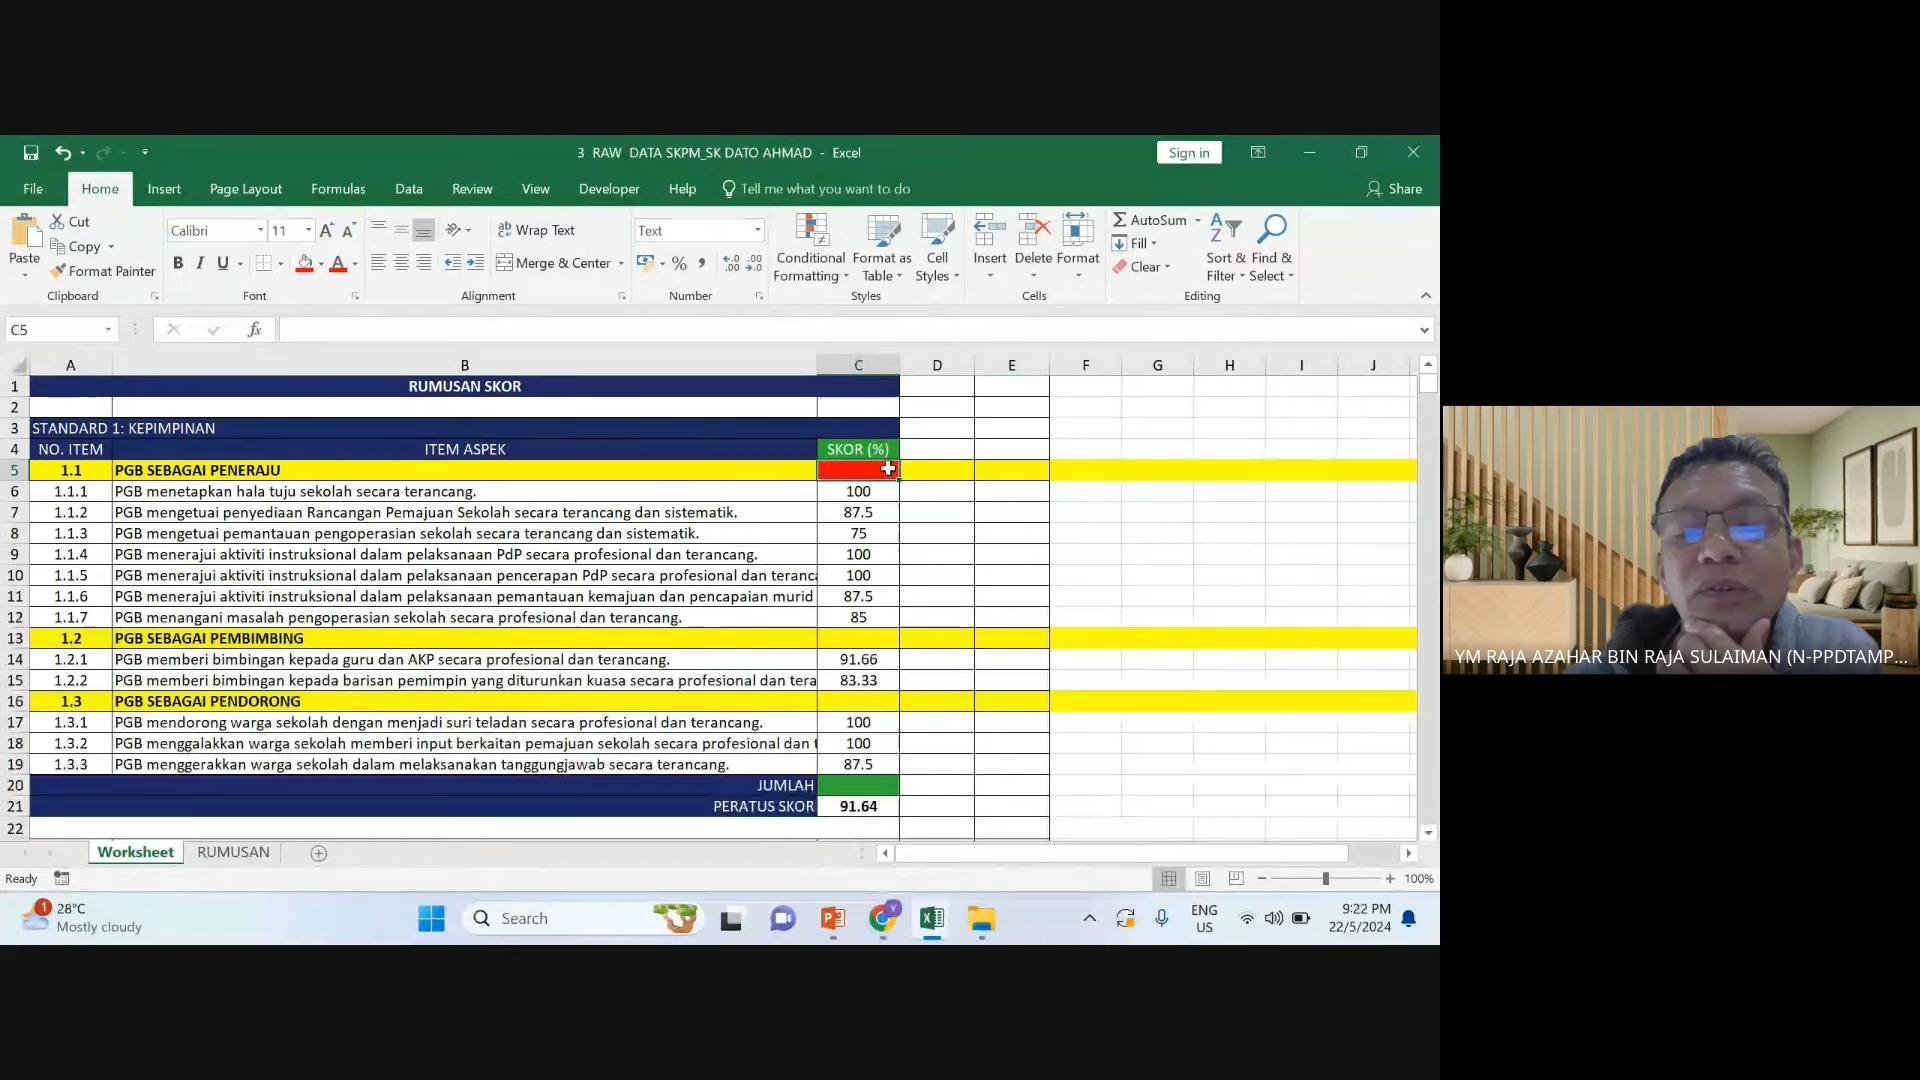 3 RAW DATA SKPM_SK DATO AHMAD - Excel
Sign in
File Home Insert Page Layout Formulas Data Review View Developer Help Tell me what you want to do Share
Paste
Cut
Copy
Format Painter
Clipboard
Calibri 11
B I U
Font
Wrap Text
Merge & Center
Alignment
Text
Number
Conditional Formatting
Format as Table
Cell Styles
Styles
Insert Delete Format
Cells
AutoSum
Fill
Clear
Sort & Filter
Find & Select
Editing
C5
fx
A B C D E F G H I J
1 RUMUSAN SKOR
2
3 STANDARD 1: KEPIMPINAN
4 NO. ITEM ITEM ASPEK SKOR (%)
5 1.1 PGB SEBAGAI PENERAJU
6 1.1.1 PGB menetapkan hala tuju sekolah secara terancang. 100
7 1.1.2 PGB mengetuai penyediaan Rancangan Pemajuan Sekolah secara terancang dan sistematik. 87.5
8 1.1.3 PGB mengetuai pemantauan pengoperasian sekolah secara terancang dan sistematik. 75
9 1.1.4 PGB menerajui aktiviti instruksional dalam pelaksanaan PdP secara profesional dan terancang. 100
10 1.1.5 PGB menerajui aktiviti instruksional dalam pelaksanaan pencerapan PdP secara profesional dan teranca 100
11 1.1.6 PGB menerajui aktiviti instruksional dalam pelaksanaan pemantauan kemajuan dan pencapaian murid 87.5
12 1.1.7 PGB menangani masalah pengoperasian sekolah secara profesional dan terancang. 85
13 1.2 PGB SEBAGAI PEMBIMBING
14 1.2.1 PGB memberi bimbingan kepada guru dan AKP secara profesional dan terancang. 91.66
15 1.2.2 PGB memberi bimbingan kepada barisan pemimpin yang diturunkan kuasa secara profesional dan tera 83.33
16 1.3 PGB SEBAGAI PENDORONG
17 1.3.1 PGB mendorong warga sekolah dengan menjadi suri teladan secara profesional dan terancang. 100
18 1.3.2 PGB menggalakkan warga sekolah memberi input berkaitan pemajuan sekolah secara profesional dan t 100
19 1.3.3 PGB menggerakkan warga sekolah dalam melaksanakan tanggungjawab secara terancang. 87.5
20 JUMLAH
21 PERATUS SKOR 91.64
22
Worksheet RUMUSAN
Ready
100%
1
28°C
Mostly cloudy
Search
ENG
US
9:22 PM
22/5/2024
YM RAJA AZAHAR BIN RAJA SULAIMAN (N-PPDTAMP...